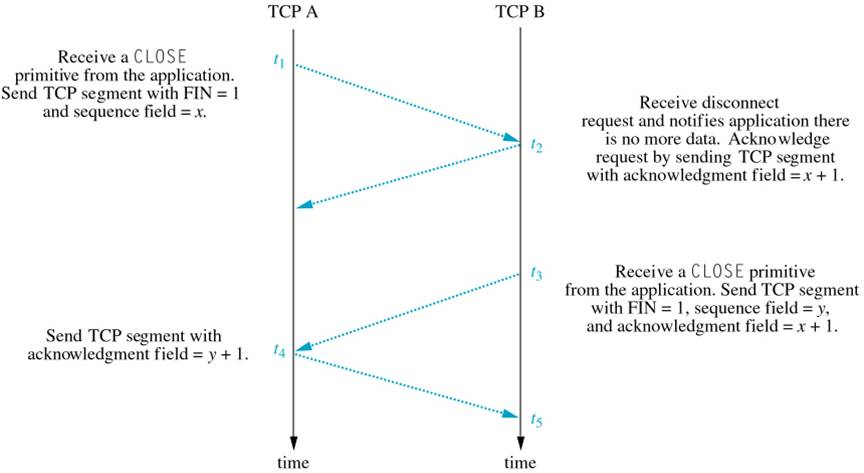 TCP A
TCP B
Receive a CLOSE
primitive from the application.
Send TCP segment with FIN = 1
and sequence field = x.
t1
Receive disconnect
request and notifies application there
is no more data. Acknowledge
request by sending TCP segment
with acknowledgment field = x + 1.
t2
t3
Receive a CLOSE primitive
from the application. Send TCP segment
with FIN = 1, sequence field = y,
and acknowledgment field = x + 1.
Send TCP segment with
acknowledgment field = y + 1.
t4
t5
time
time